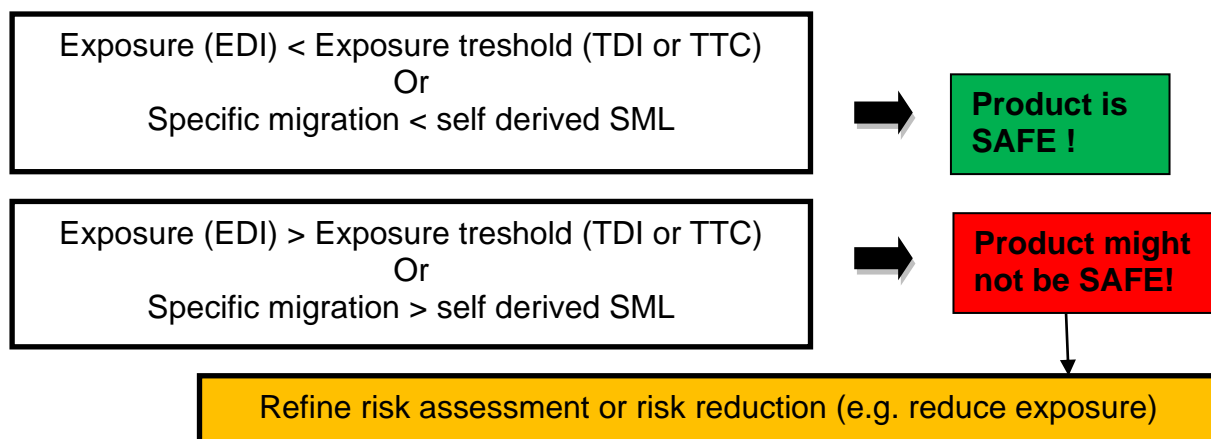 Exposure (EDI) < Exposure treshold (TDI or TTC)
Or
Specific migration < self derived SML
Product is
SAFE !
Exposure (EDI) > Exposure treshold (TDI or TTC)
Or
Specific migration > self derived SML
Product might
not be SAFE!
Refine risk assessment or risk reduction (e.g. reduce exposure)